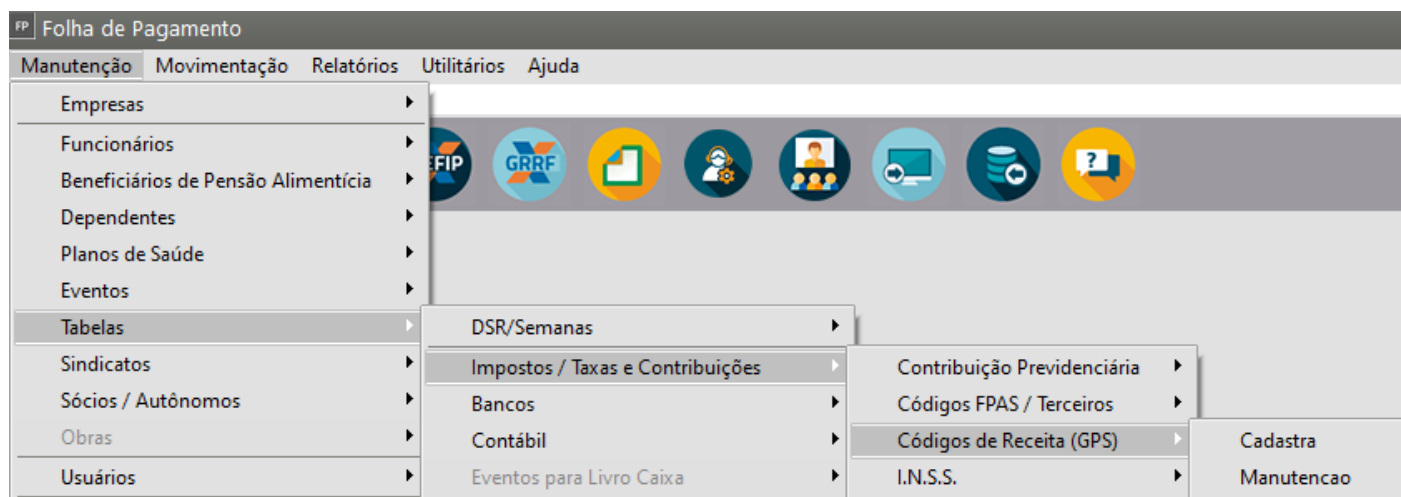 FP Folha de Pagamento
Manutenção Movimentação Relatórios Utilitários Ajuda
Empresas
Funcionários
Beneficiários de Pensão Alimentícia
Dependentes
Planos de Saúde
Eventos
Tabelas
Sindicatos
Sócios / Autônomos
Obras
Usuários
EFIP
GRRF
?
DSR/Semanas
Impostos / Taxas e Contribuições
Bancos
Contábil
Eventos para Livro Caixa
Contribuição Previdenciária
Códigos FPAS / Terceiros
Códigos de Receita (GPS)
I.N.S.S.
Cadastra
Manutencao